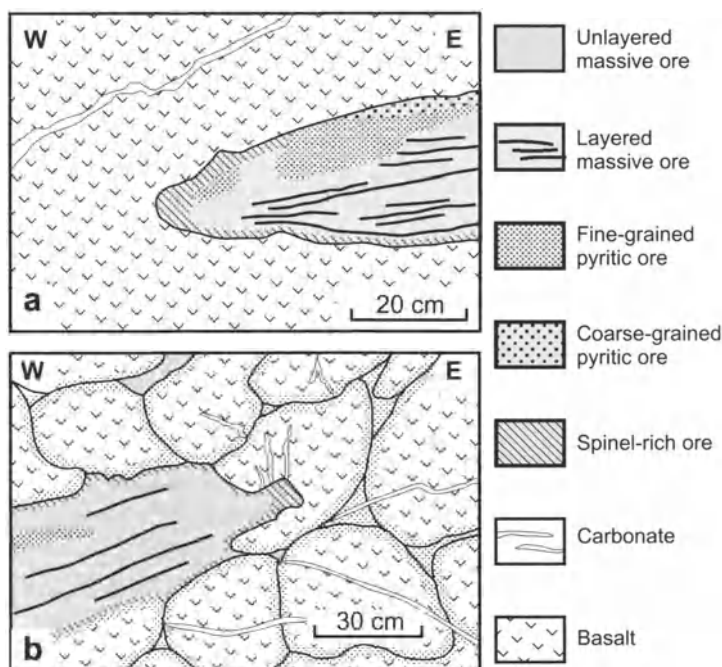 W
E
a
20 cm
W
E
b
30 cm
Unlayered
massive ore
Layered
massive ore
Fine-grained
pyritic ore
Coarse-grained
pyritic ore
Spinel-rich ore
Carbonate
Basalt